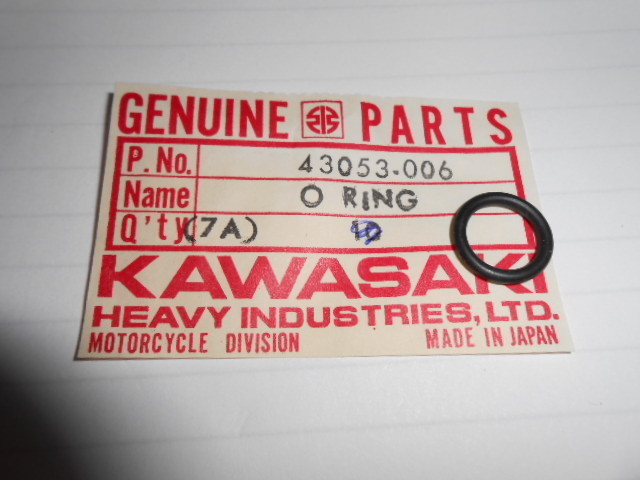 GENUINE PARTS
P. No. 43053-006
Name O RING
Q'ty (7A)
KAWASAKI
HEAVY INDUSTRIES, LTD.
MOTORCYCLE DIVISION MADE IN JAPAN